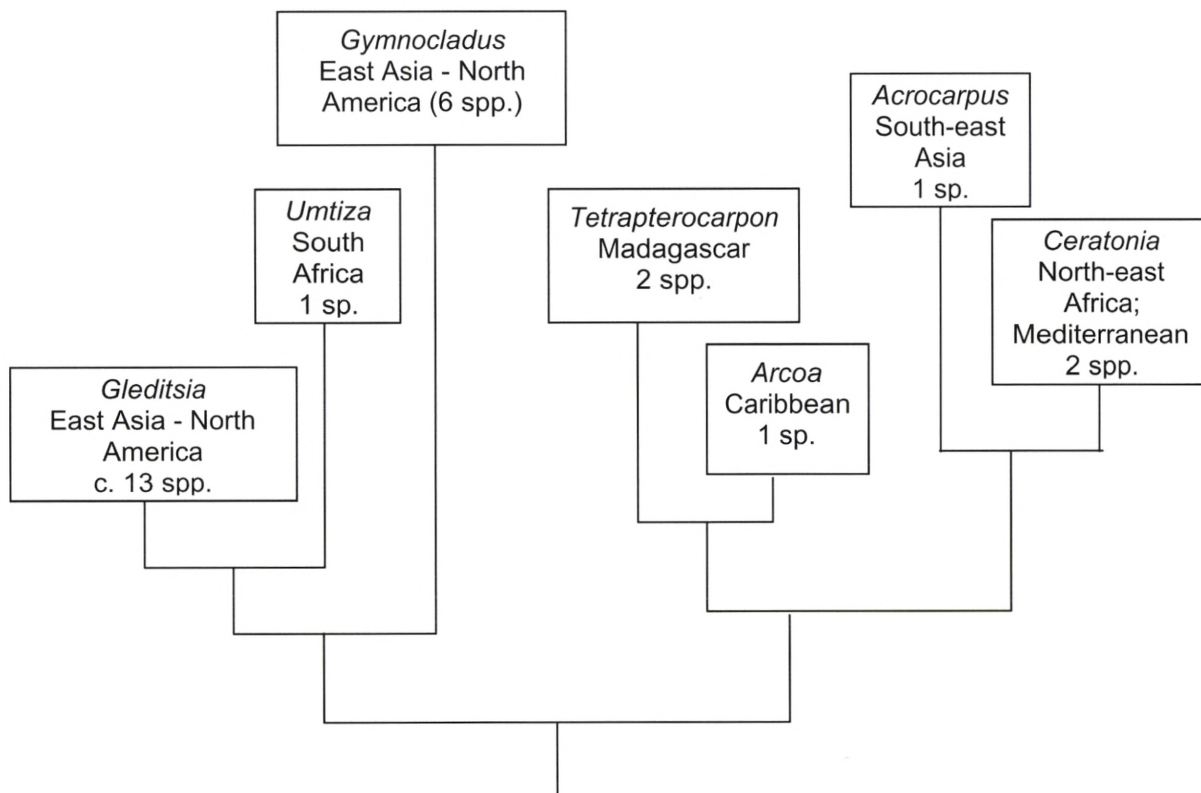 Gymnocladus
East Asia - North
America (6 spp.)
Acrocarpus
South-east
Asia
1 sp.
Umtiza
South
Africa
1 sp.
Tetrapterocarpon
Madagascar
2 spp.
Ceratonia
North-east
Africa;
Mediterranean
2 spp.
Gleditsia
East Asia - North
America
c. 13 spp.
Arcoa
Caribbean
1 sp.